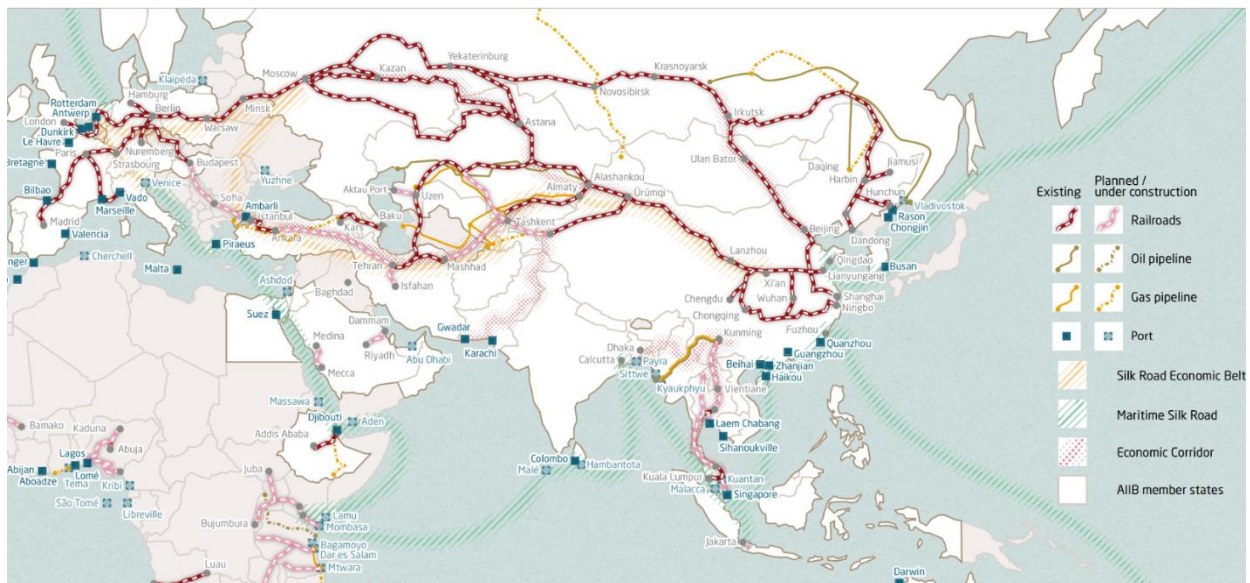 Klaipėda
Hamburg
Rotterdam
Antwerp
London
Berlin
Dunkirk
Le Havre
Warsaw
Minsk
Moscow
Kazan
Yekaterinburg
Krasnoyarsk
Novosibirsk
Irkutsk
Astana
Bretagne
Paris
Nuremberg
Strasbourg
Budapest
Venice
Yuzhne
Bilbao
Vado
Marseille
Madrid
Valencia
Sofia
Ambarli
Istanbul
Ankara
Piraeus
Malta
Cherchell
nger
Aktau Port
Uzen
Baku
Kars
Almaty
Alashankou
Ürümqi
Tashkent
Tehran
Mashhad
Isfahan
Baghdad
Ashdod
Suez
Ulan Bator
Daqing
Jiamusi
Harbin
Hunchun
Vladivostok
Rason
Chongjin
Beijing
Dandong
Busan
Lanzhou
Qingdao
Lianyungang
Xi'an
Wuhan
Shanghai
Ningbo
Chengdu
Chongqing
Fuzhou
Quanzhou
Guangzhou
Kunming
Beihai
Zhanjian
Haikou
Medina
Dammam
Riyadh
Mecca
Abu Dhabi
Gwadar
Karachi
Dhaka
Calcutta
Payra
Sittwe
Kyaukphyu
Vientiane
Laem Chabang
Sihanoukville
Massawa
Djibouti
Aden
Addis Ababa
Colombo
Hambantota
Malé
Kuala Lumpur
Kuantan
Malacca
Singapore
Jakarta
Darwin
Bamako
Kaduna
Abuja
Lagos
Abijan
Lomé
Aboadze
Tema
Kribi
São Tomé
Libreville
Juba
Bujumbura
Lamu
Mombasa
Bagamoyo
Dar es Salam
Mtwara
Luau
Existing
Planned /
under construction
Railroads
Oil pipeline
Gas pipeline
Port
Silk Road Economic Belt
Maritime Silk Road
Economic Corridor
AIIB member states